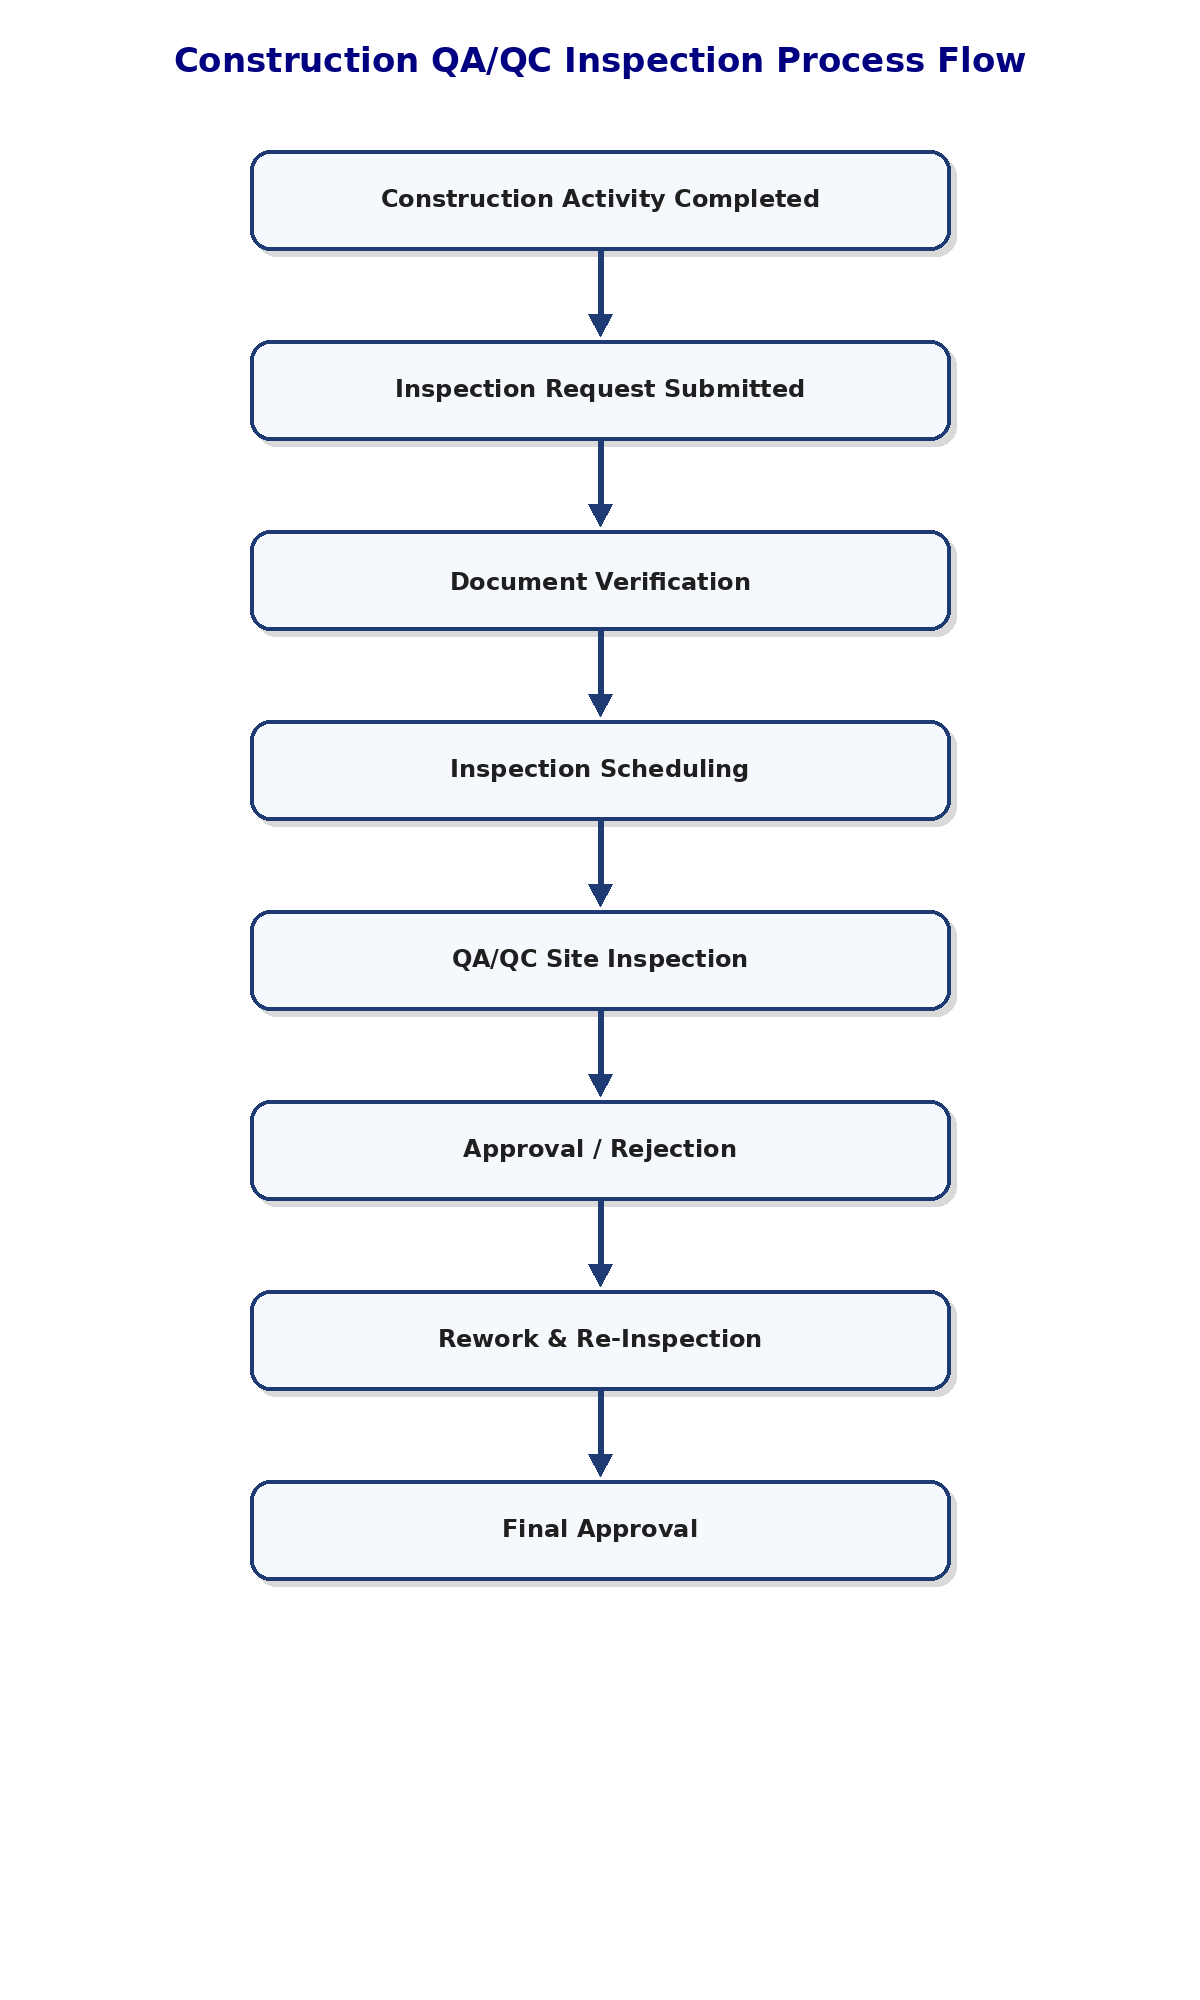 Construction QA/QC Inspection Process Flow
Construction Activity Completed
Inspection Request Submitted
Document Verification
Inspection Scheduling
QA/QC Site Inspection
Approval / Rejection
Rework & Re-Inspection
Final Approval